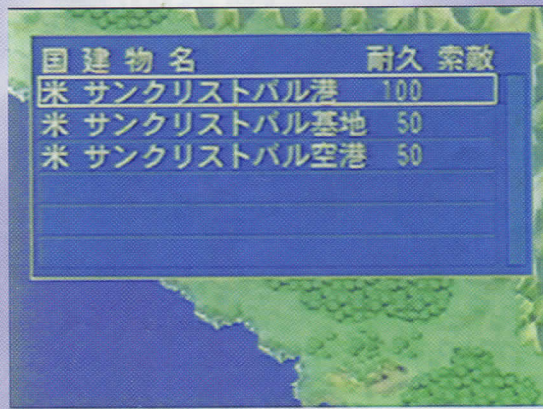 国 建物名 耐久 索敵
米 サンクリストバル港 100
米 サンクリストバル基地 50
米 サンクリストバル空港 50